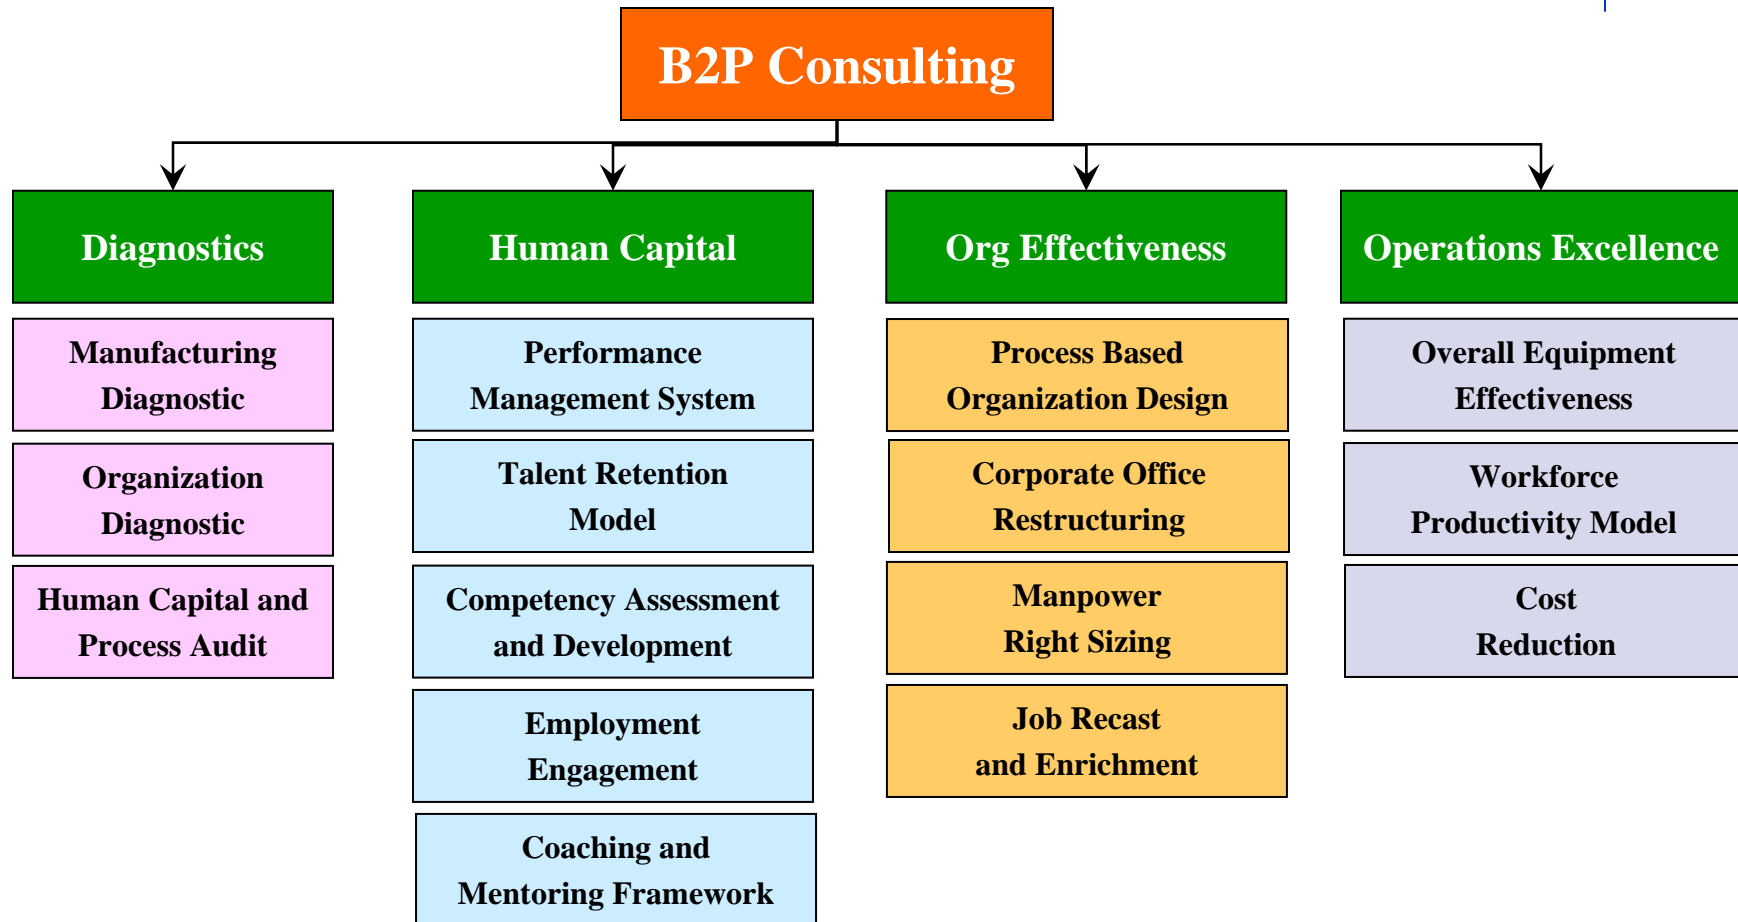 B2P Consulting
Diagnostics
Manufacturing
Diagnostic
Organization
Diagnostic
Human Capital and
Process Audit
Human Capital
Performance
Management System
Talent Retention
Model
Competency Assessment
and Development
Employment
Engagement
Coaching and
Mentoring Framework
Org Effectiveness
Process Based
Organization Design
Corporate Office
Restructuring
Manpower
Right Sizing
Job Recast
and Enrichment
Operations Excellence
Overall Equipment
Effectiveness
Workforce
Productivity Model
Cost
Reduction